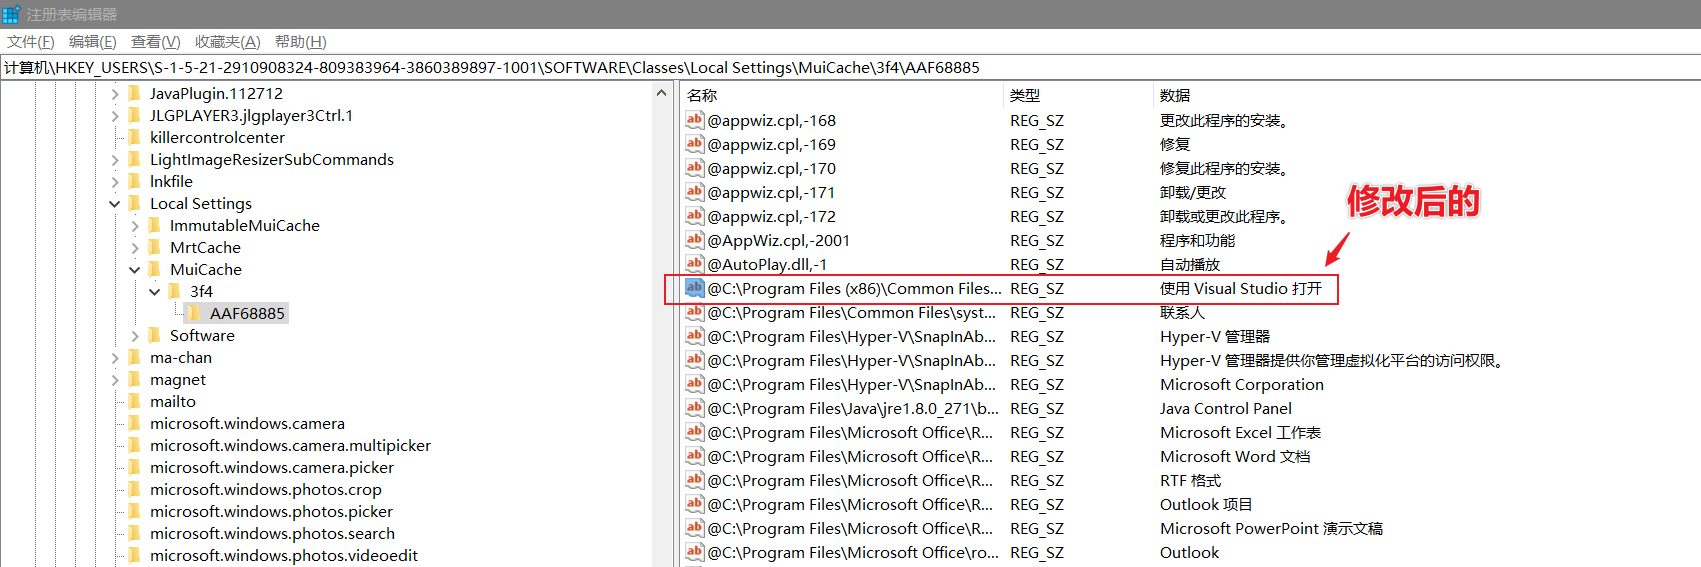 注册表编辑器
文件(F) 编辑(E) 查看(V) 收藏夹(A) 帮助(H)
计算机\HKEY_USERS\S-1-5-21-2910908324-809383964-3860389897-1001\SOFTWARE\Classes\Local Settings\MuiCache\3f4\AAF68885
JavaPlugin.112712
JLGPLAYER3.jlgplayer3Ctrl.1
killercontrolcenter
LightImageResizerSubCommands
lnkfile
Local Settings
ImmutableMuiCache
MrtCache
MuiCache
3f4
AAF68885
Software
ma-chan
magnet
mailto
microsoft.windows.camera
microsoft.windows.camera.multipicker
microsoft.windows.camera.picker
microsoft.windows.photos.crop
microsoft.windows.photos.picker
microsoft.windows.photos.search
microsoft.windows.photos.videoedit
名称 类型 数据
@appwiz.cpl,-168 REG_SZ 更改此程序的安装。
@appwiz.cpl,-169 REG_SZ 修复
@appwiz.cpl,-170 REG_SZ 修复此程序的安装。
@appwiz.cpl,-171 REG_SZ 卸载/更改
@appwiz.cpl,-172 REG_SZ 卸载或更改此程序。
@AppWiz.cpl,-2001 REG_SZ 程序和功能
@AutoPlay.dll,-1 REG_SZ 自动播放
@C:\Program Files (x86)\Common Files... REG_SZ 使用 Visual Studio 打开
@C:\Program Files\Common Files\syst... REG_SZ 联系人
@C:\Program Files\Hyper-V\SnapInAb... REG_SZ Hyper-V 管理器
@C:\Program Files\Hyper-V\SnapInAb... REG_SZ Hyper-V 管理器提供你管理虚拟化平台的访问权限。
@C:\Program Files\Hyper-V\SnapInAb... REG_SZ Microsoft Corporation
@C:\Program Files\Java\jre1.8.0_271\b... REG_SZ Java Control Panel
@C:\Program Files\Microsoft Office\R... REG_SZ Microsoft Excel 工作表
@C:\Program Files\Microsoft Office\R... REG_SZ Microsoft Word 文档
@C:\Program Files\Microsoft Office\R... REG_SZ RTF 格式
@C:\Program Files\Microsoft Office\R... REG_SZ Outlook 项目
@C:\Program Files\Microsoft Office\R... REG_SZ Microsoft PowerPoint 演示文稿
@C:\Program Files\Microsoft Office\ro... REG_SZ Outlook
修改后的